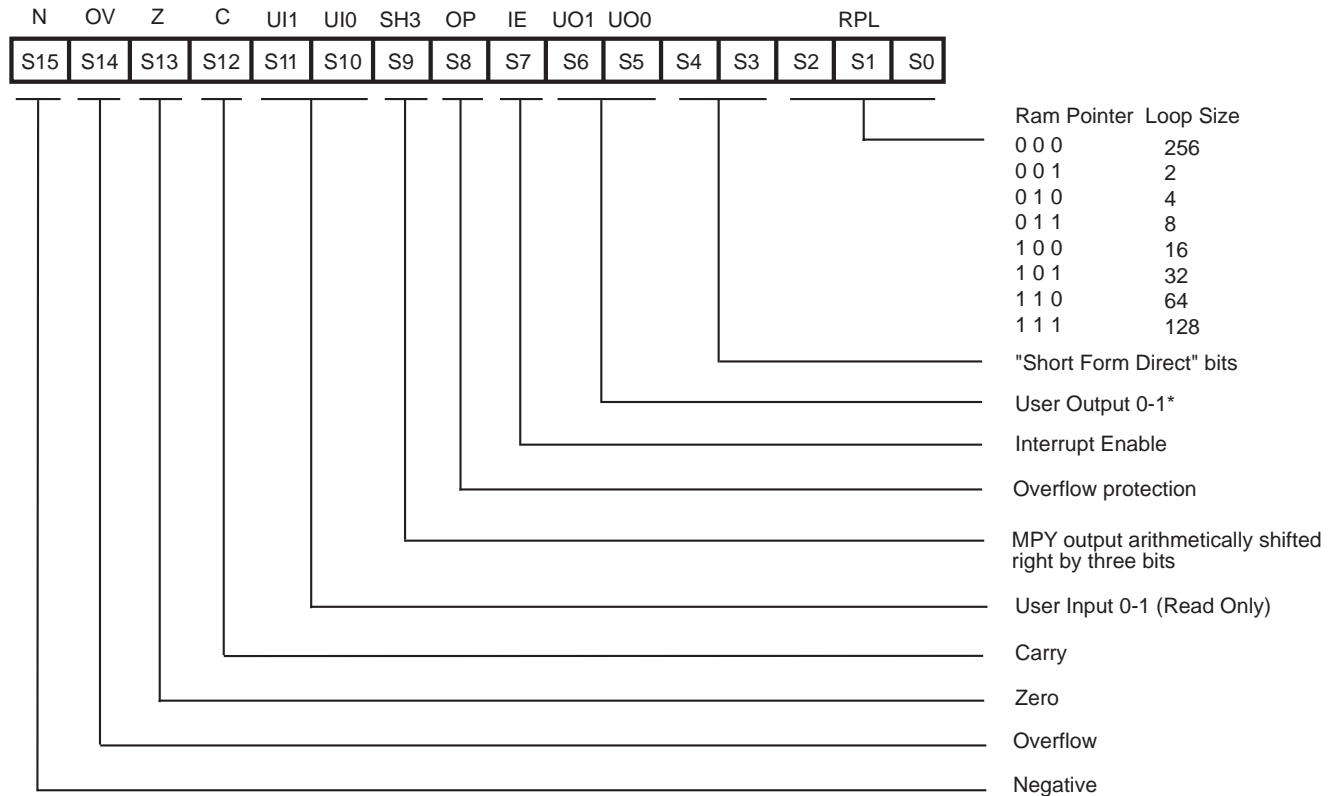 N OV Z C UI1 UI0 SH3 OP IE UO1 UO0 RPL
S15 S14 S13 S12 S11 S10 S9 S8 S7 S6 S5 S4 S3 S2 S1 S0
Ram Pointer Loop Size
0 0 0 256
0 0 1 2
0 1 0 4
0 1 1 8
1 0 0 16
1 0 1 32
1 1 0 64
1 1 1 128
"Short Form Direct" bits
User Output 0-1*
Interrupt Enable
Overflow protection
MPY output arithmetically shifted
right by three bits
User Input 0-1 (Read Only)
Carry
Zero
Overflow
Negative